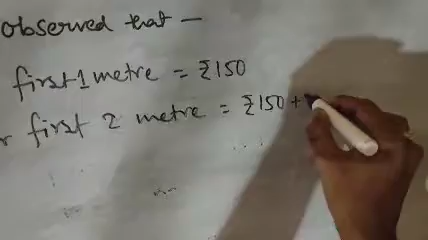 observed that —
first 1 metre = ₹150
first 2 metre = ₹150 +